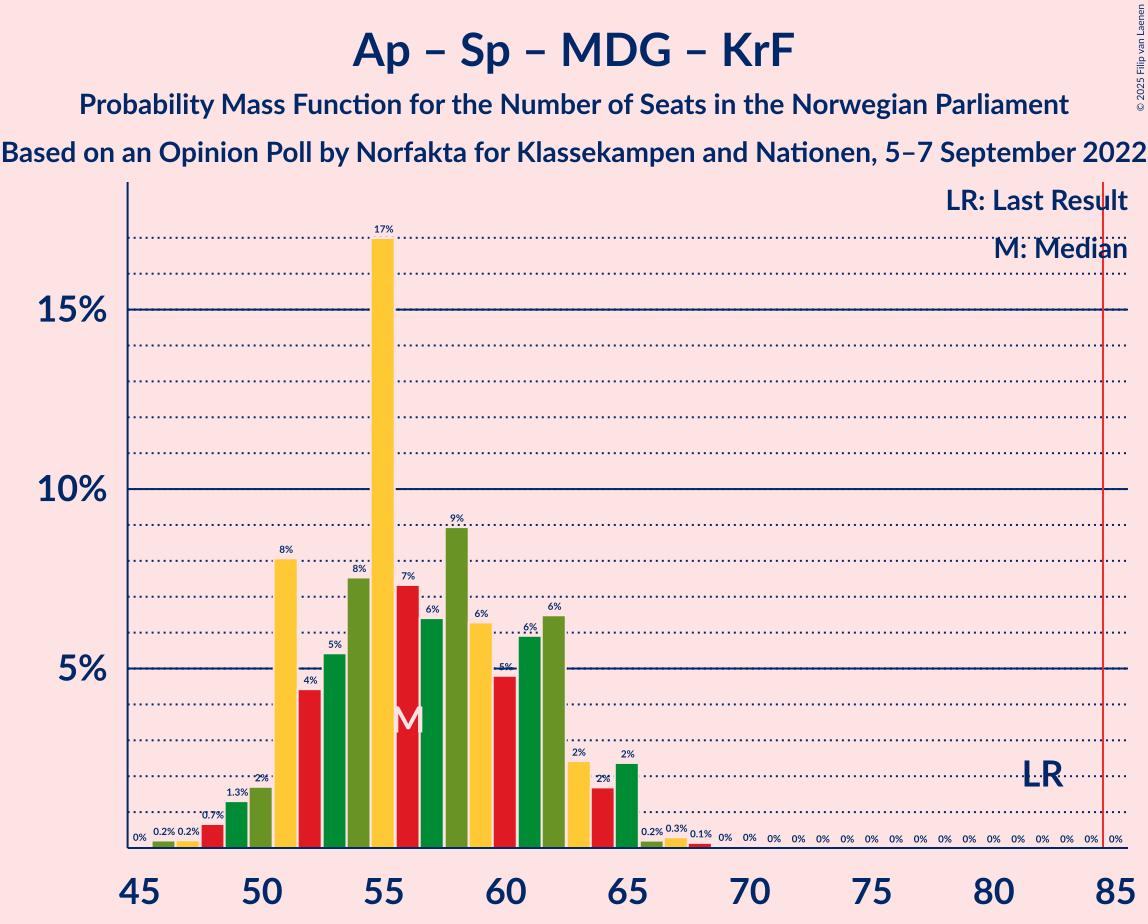 Ap – Sp – MDG – KrF
Probability Mass Function for the Number of Seats in the Norwegian Parliament
Based on an Opinion Poll by Norfakta for Klassekampen and Nationen, 5–7 September 2022
© 2025 Filip van Laenen
LR: Last Result
M: Median
15%
10%
5%
0% 0.2% 0.2% 0.7% 1.3% 2% 8% 4% 5% 8% 17% 7% 6% 9% 6% 5% 6% 6% 2% 2% 2% 0.2% 0.3% 0.1% 0% 0% 0% 0% 0% 0% 0% 0% 0% 0% 0% 0% 0% 0% 0% 0% 0%
M
LR
45 50 55 60 65 70 75 80 85